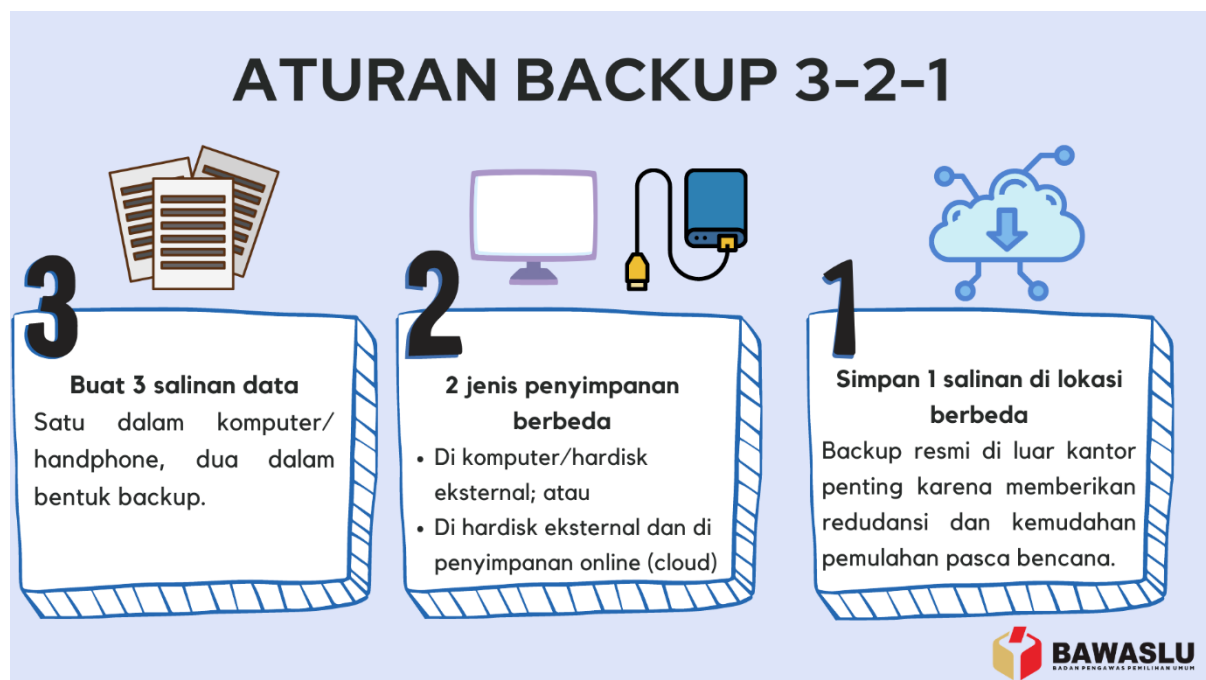 ATURAN BACKUP 3-2-1
3
Buat 3 salinan data
Satu dalam komputer/
handphone, dua dalam
bentuk backup.
2
2 jenis penyimpanan
berbeda
• Di komputer/hardisk
eksternal; atau
• Di hardisk eksternal dan di
penyimpanan online (cloud)
1
Simpan 1 salinan di lokasi
berbeda
Backup resmi di luar kantor
penting karena memberikan
redudansi dan kemudahan
pemulahan pasca bencana.
BAWASLU
BADAN PENGAWAS PEMILIHAN UMUM